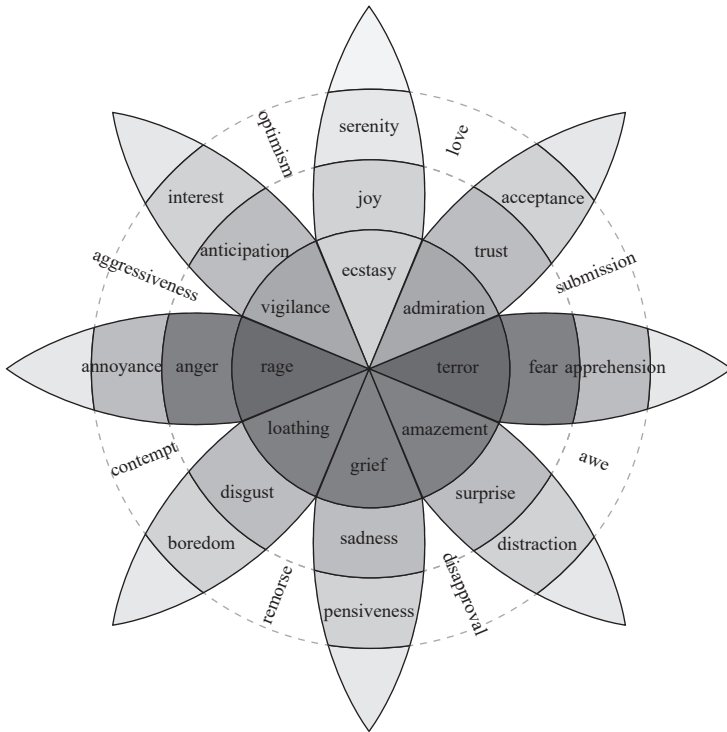 serenity
optimism
love
interest
joy
acceptance
anticipation
trust
aggressiveness
ecstasy
submission
vigilance
admiration
annoyance
anger
rage
terror
fear
apprehension
loathing
amazement
contempt
grief
awe
disgust
surprise
boredom
sadness
distraction
remorse
disapproval
pensiveness